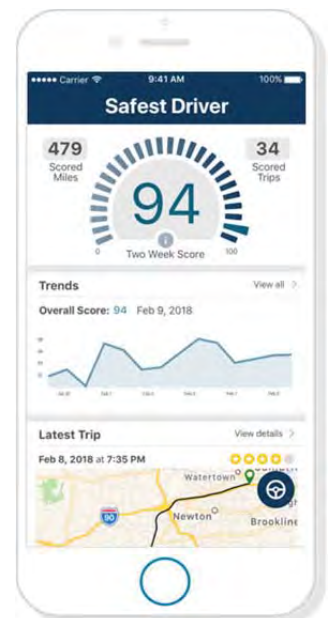 Carrier 9:41 AM 100%
Safest Driver
479 34
Scored Miles Scored Trips
94
0 Two Week Score 100
Trends View all
Overall Score: 94 Feb 9, 2018
Latest Trip View details
Feb 8, 2018 at 7:35 PM
Watertown
90 Newton Brookline